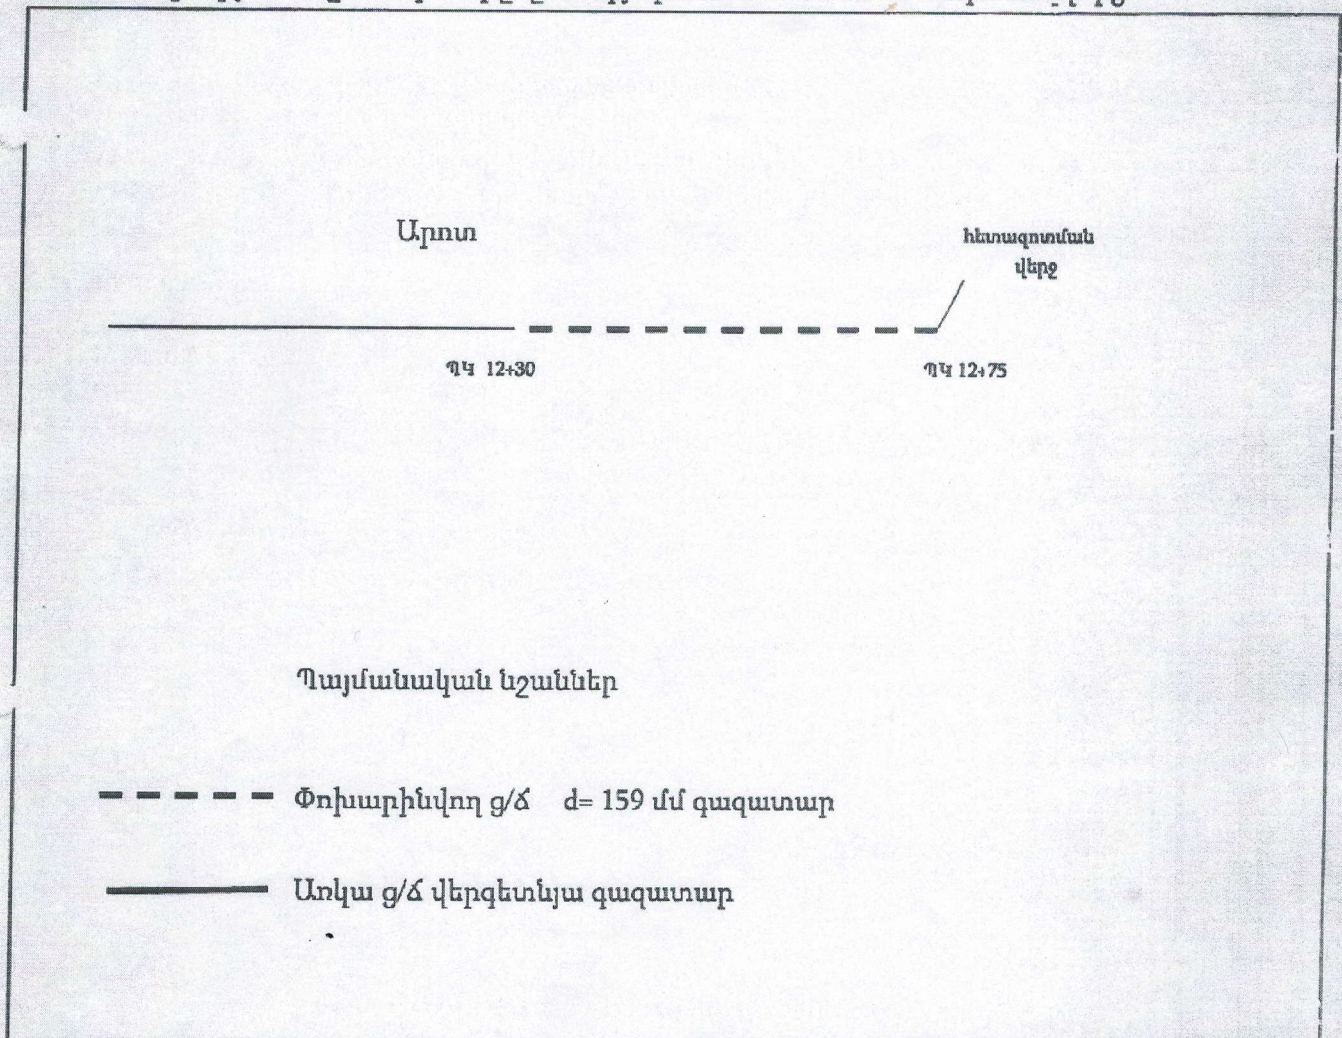 Արոտ
հետազոտման
վերջ
ՊԿ 12+30
ՊԿ 12+75
Պայմանական նշաններ
Փոխարինվող ց/ճ d= 159 մմ գազատար
Առկա ց/ճ վերգետնյա գազատար